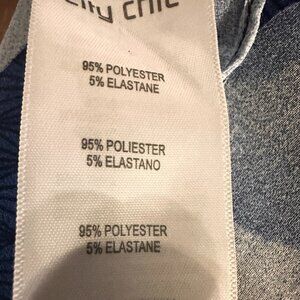 city chic
95% POLYESTER
5% ELASTANE
95% POLIESTER
5% ELASTANO
95% POLYESTER
5% ELASTANE